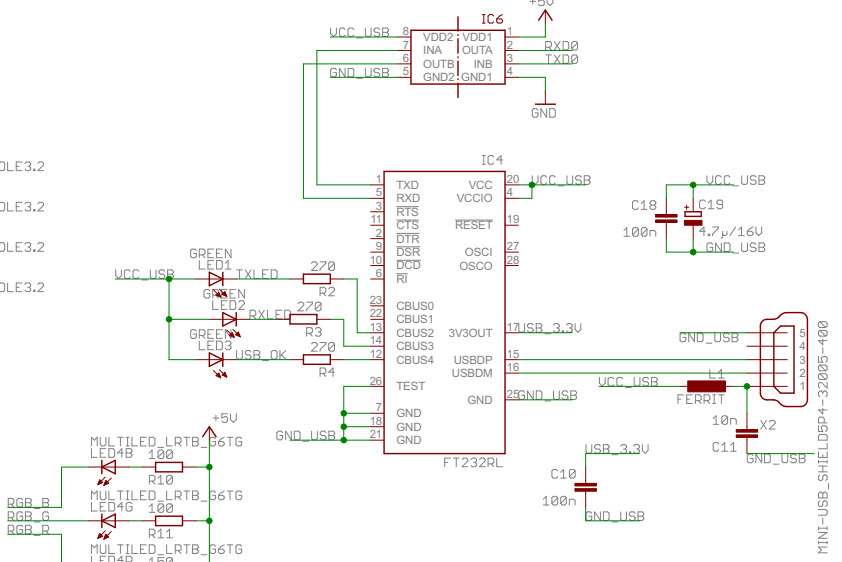 +5V
IC6
VCC_USB 8 VDD2 VDD1 1
7 INA OUTA 2 RXD0
6 OUTB INB 3 TXD0
GND_USB 5 GND2 GND1 4
GND
OLE3.2
OLE3.2
OLE3.2
OLE3.2
IC4
1 TXD VCC 20 VCC_USB
5 RXD VCCIO 4
3 RTS
11 CTS RESET 19
2 DTR
9 DSR OSCI 27
10 DCD OSCO 28
6 RI
23 CBUS0
22 CBUS1
13 CBUS2 3V3OUT 17 USB_3.3V
14 CBUS3
12 CBUS4 USBDP 15
USBDM 16
26 TEST
GND 25 GND_USB
7 GND
18 GND
21 GND
GND_USB
FT232RL
VCC_USB
C18
C19
+
100n
4.7µ/16V
GND_USB
GREEN
LED1
VCC_USB
TXLED
270
R2
GREEN
LED2
RXLED
270
R3
GREEN
LED3
USB_OK
270
R4
GND_USB
5
4
3
2
1
VCC_USB
L1
FERRIT
10n
X2
C11
GND_USB
MINI-USB_SHIELD5P4-32005-400
USB_3.3V
C10
100n
GND_USB
+5V
MULTILED_LRTB_G6TG
LED4B
100
R10
MULTILED_LRTB_G6TG
LED4G
100
R11
MULTILED_LRTB_G6TG
LED4R
150
RGB_B
RGB_G
RGB_R